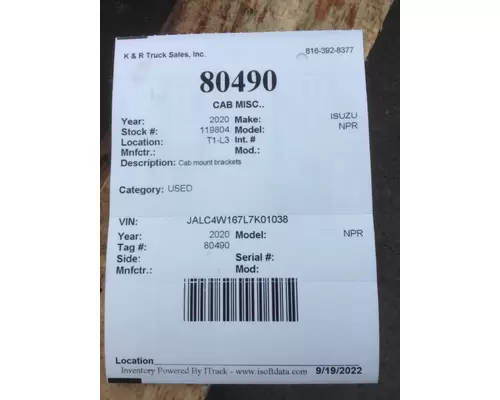 K & R Truck Sales, Inc. 616-392-8377
80490
CAB MISC..
Year: 2020 Make: ISUZU
Stock #: 119804 Model: NPR
Location: T1-L3 Int. #
Mnfctr.: Mod.:
Description: Cab mount brackets
Category: USED
VIN: JALC4W167L7K01038
Year: 2020 Model: NPR
Tag #: 80490
Side: Serial #:
Mnfctr.: Mod:
Location
Inventory Powered By ITrack - www.isoftdata.com 9/19/2022